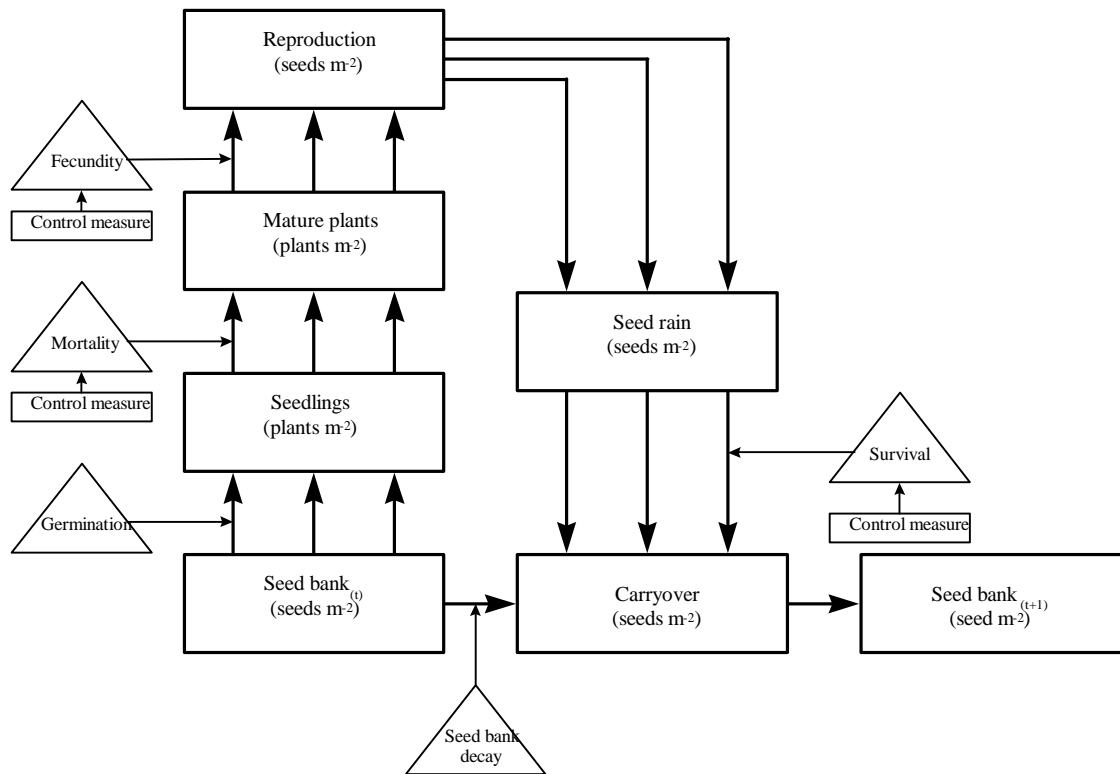 Reproduction
(seeds m-2)
Fecundity
Control measure
Mature plants
(plants m-2)
Mortality
Control measure
Seed rain
(seeds m-2)
Seedlings
(plants m-2)
Survival
Control measure
Germination
Seed bank(t)
(seeds m-2)
Carryover
(seeds m-2)
Seed bank(t+1)
(seed m-2)
Seed bank
decay